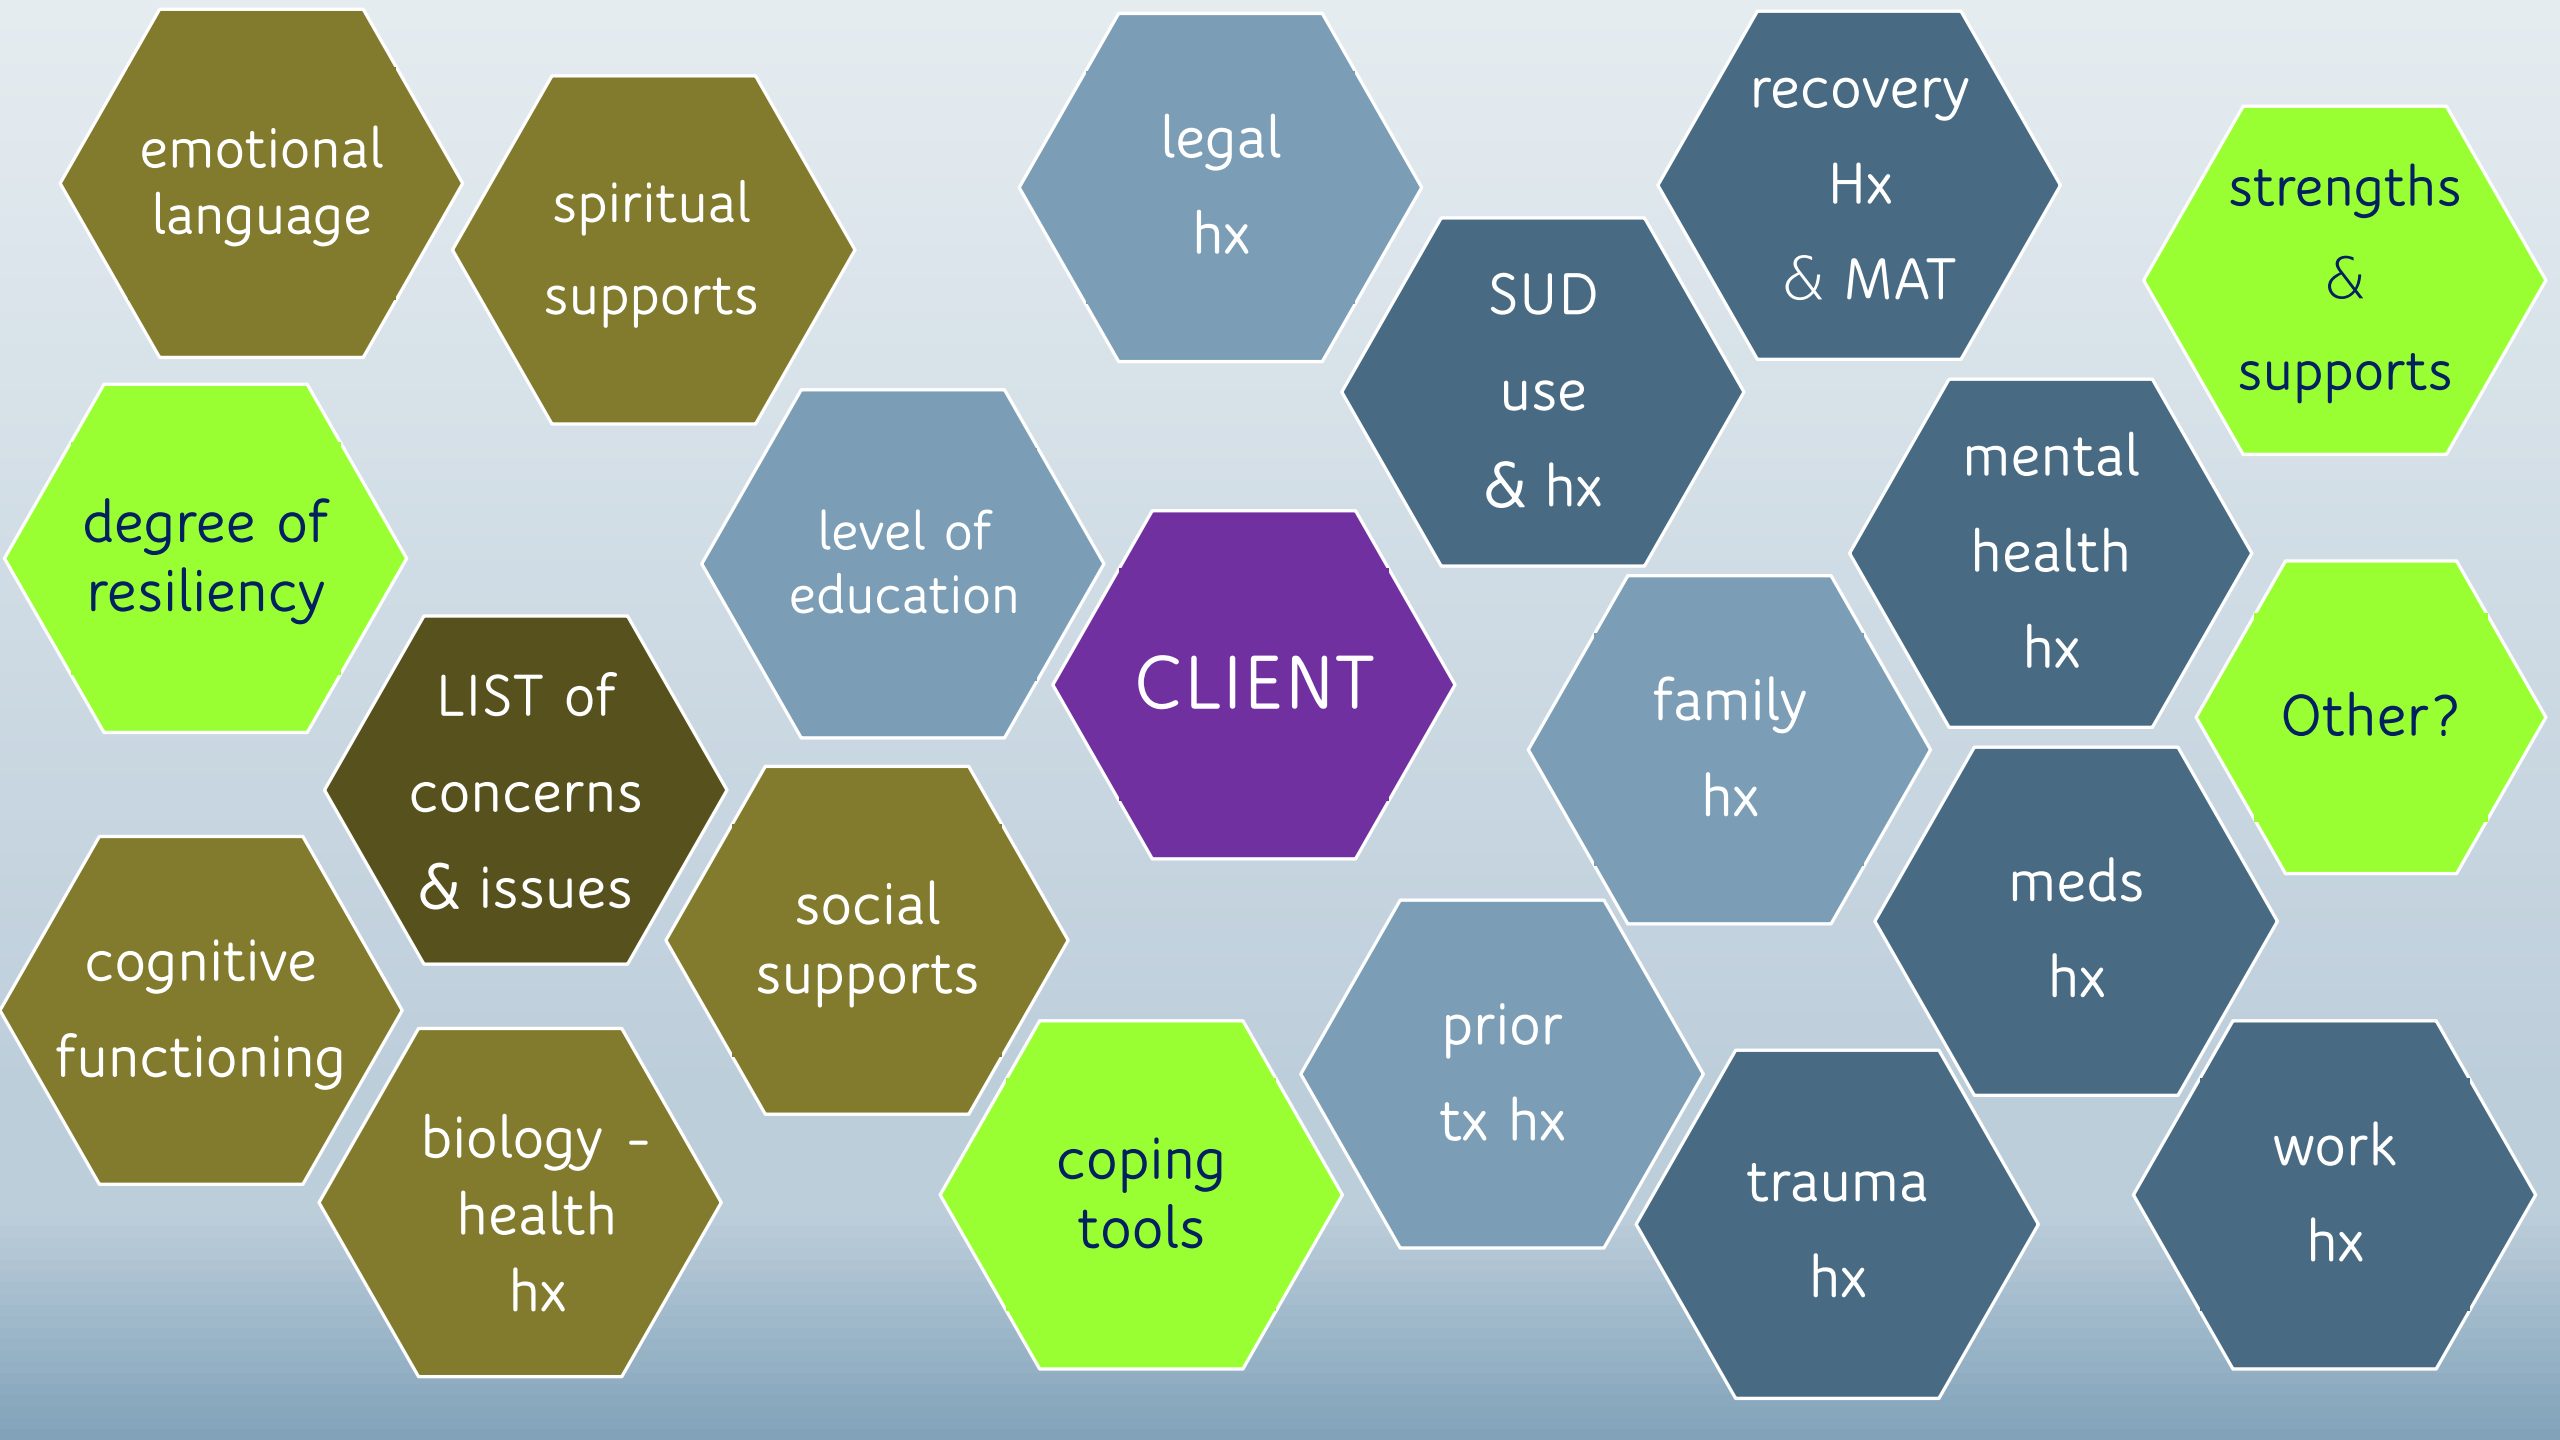 emotional
language
spiritual
supports
legal
hx
recovery
Hx
& MAT
strengths
&
supports
SUD
use
& hx
degree of
resiliency
level of
education
mental
health
hx
CLIENT
LIST of
concerns
& issues
family
hx
Other?
social
supports
meds
hx
cognitive
functioning
prior
tx hx
biology -
health
hx
coping
tools
trauma
hx
work
hx